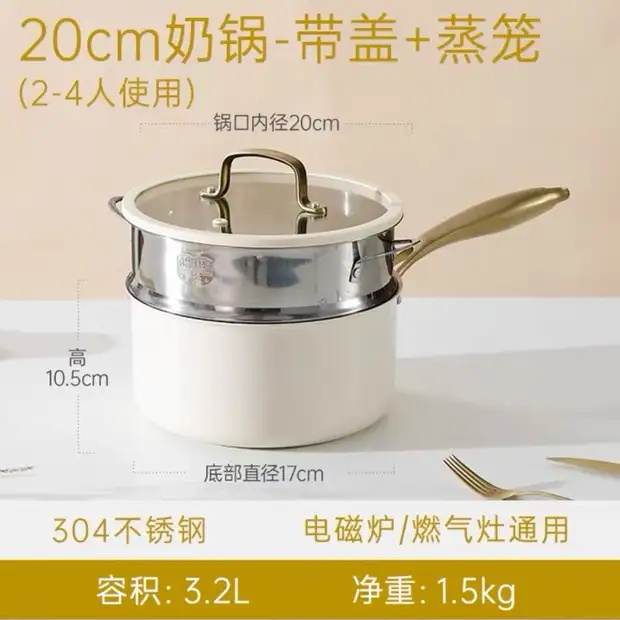 20cm奶锅-带盖+蒸笼
(2-4人使用)
锅口内径20cm
高
10.5cm
底部直径17cm
304不锈钢
电磁炉/燃气灶通用
容积: 3.2L
净重: 1.5kg